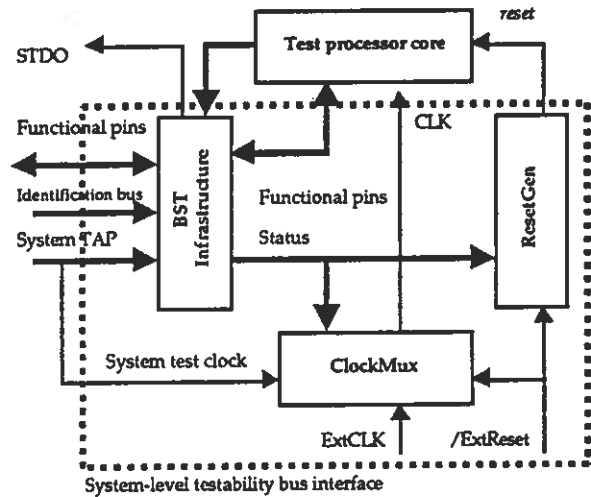 reset
STDO
Test processor core
Functional pins
CLK
Identification bus
System TAP
BST
Infrastructure
Functional pins
Status
ResetGen
System test clock
ClockMux
ExtCLK
/ExtReset
System-level testability bus interface